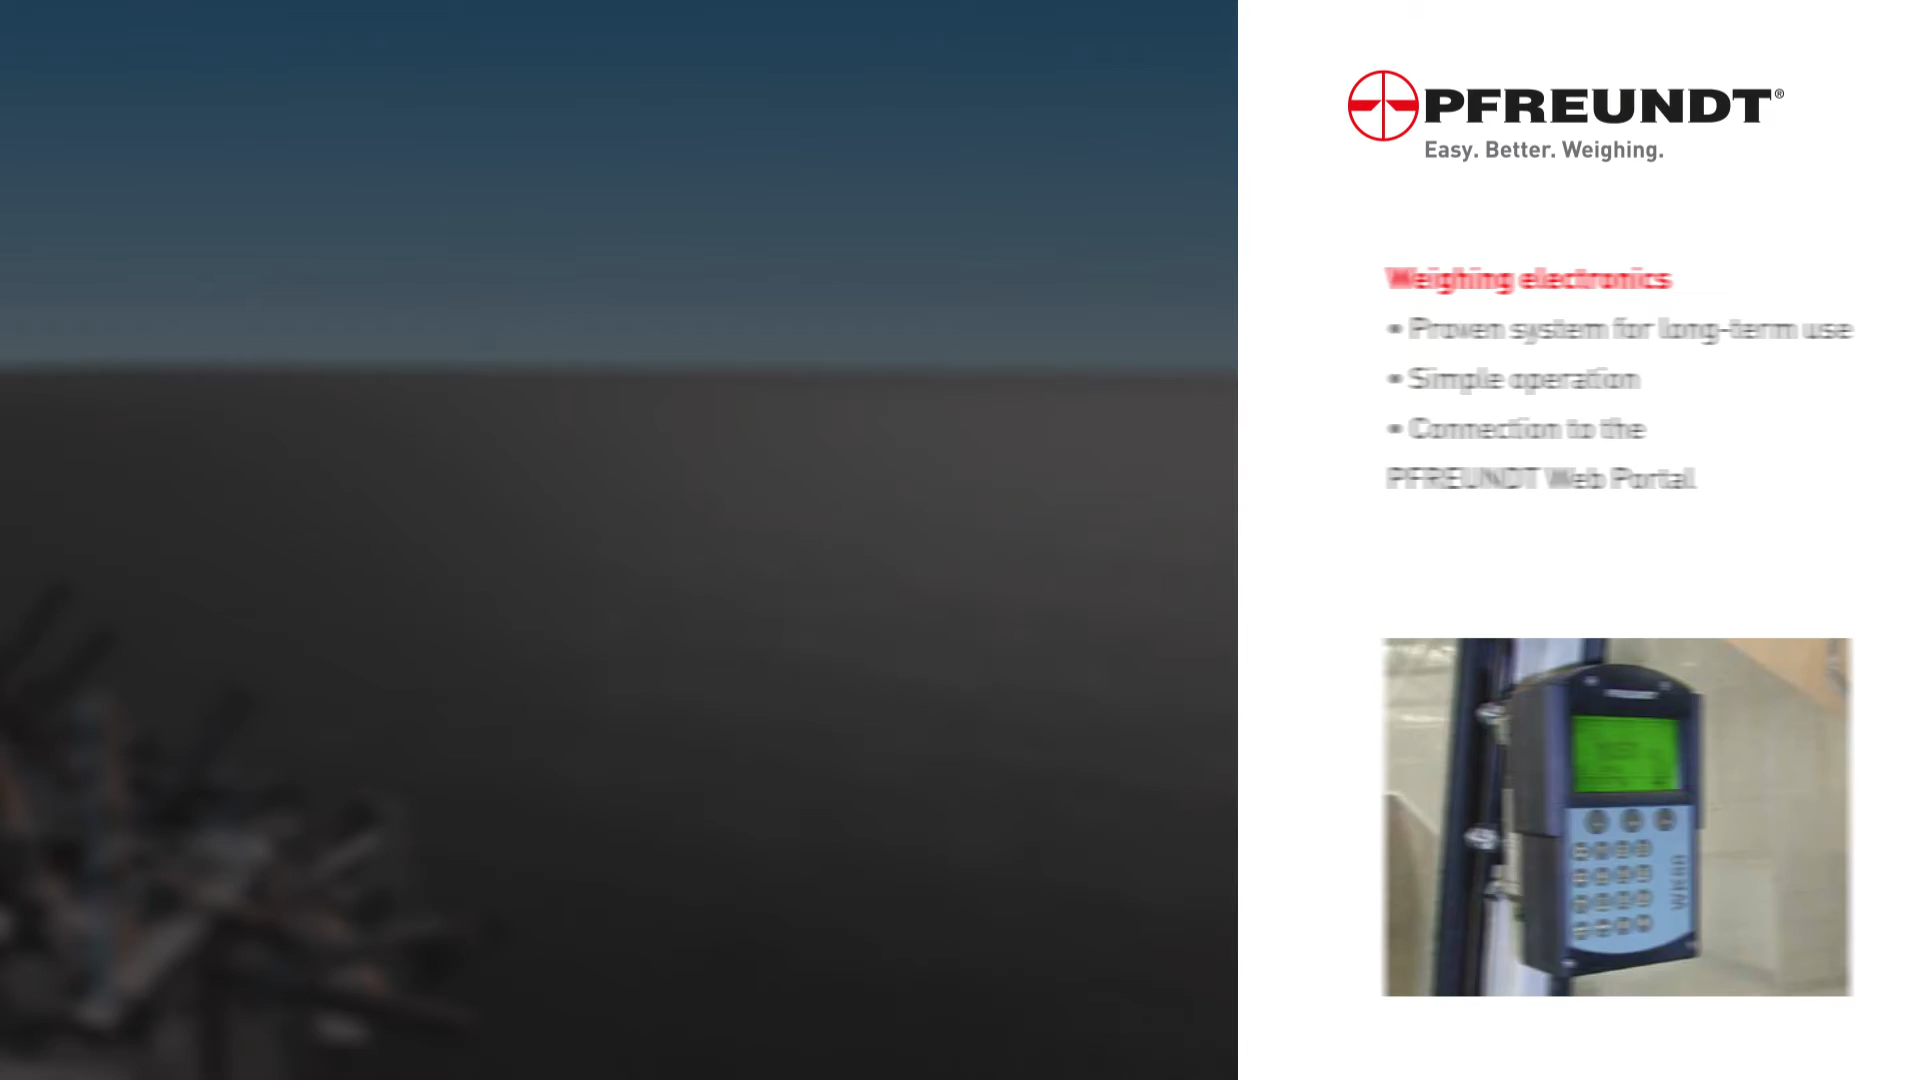 PFREUNDT®
Easy. Better. Weighing.
Weighing electronics
• Proven system for long-term use
• Simple operation
• Connection to the
PFREUNDT Web Portal